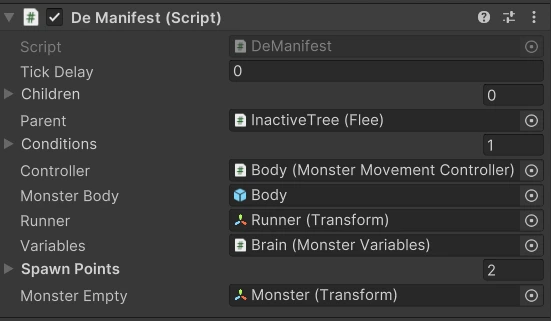 De Manifest (Script)
Script DeManifest
Tick Delay 0
Children 0
Parent InactiveTree (Flee)
Conditions 1
Controller Body (Monster Movement Controller)
Monster Body Body
Runner Runner (Transform)
Variables Brain (Monster Variables)
Spawn Points 2
Monster Empty Monster (Transform)